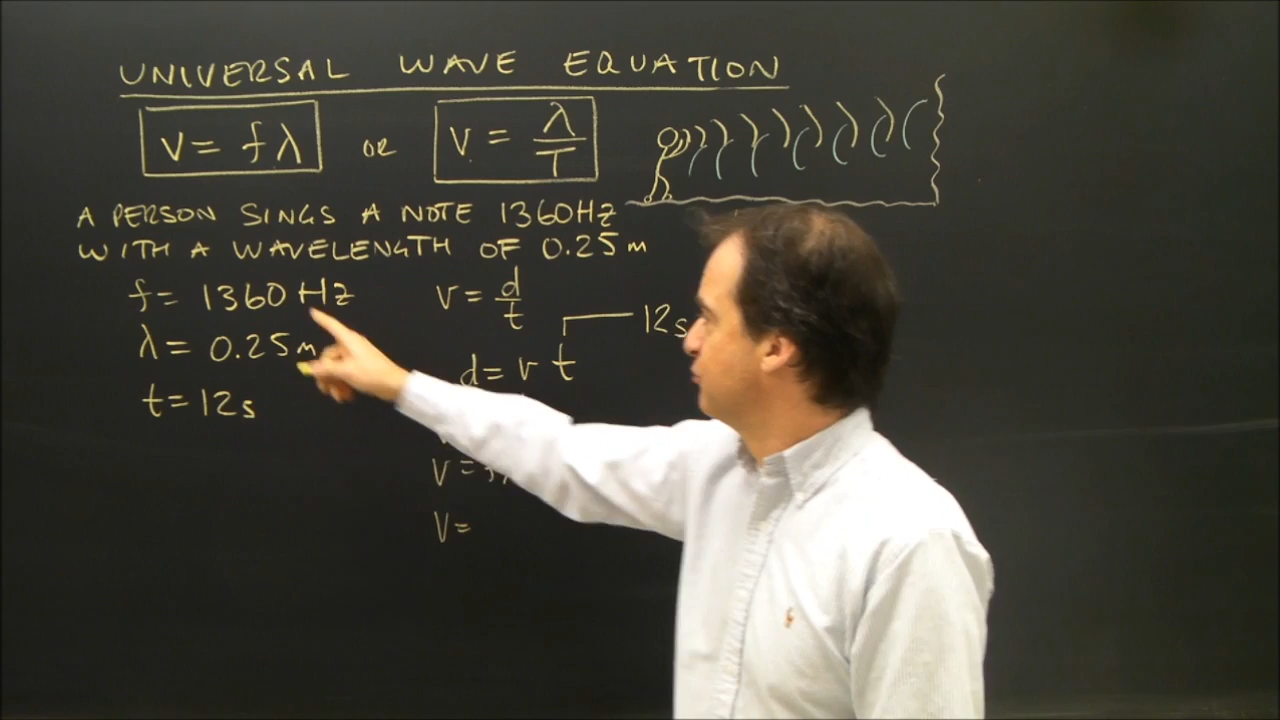 UNIVERSAL WAVE EQUATION
V = fλ OR V = λ/T
A PERSON SINGS A NOTE 1360Hz
WITH A WAVELENGTH OF 0.25m
f = 1360 Hz
λ = 0.25m
t = 12s
V = d/t
12s
d = v t
V = fλ
V =